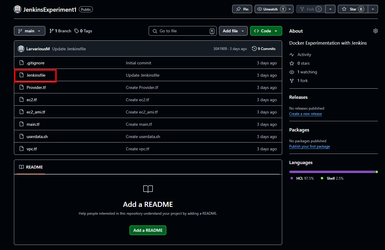 JenkinsExperiment1 Public
Pin
Unwatch 1
Fork
Star 0
main
1 Branch
0 Tags
Go to file
Add file
Code
Update Jenkinsfile
3 days ago
9 Commits
.gitignore
Initial commit
3 days ago
Jenkinsfile
Update Jenkinsfile
3 days ago
Provider.tf
Create Provider.tf
3 days ago
ec2.tf
Create ec2.tf
3 days ago
ec2_ami.tf
Create ec2_ami.tf
3 days ago
main.tf
Create main.tf
3 days ago
userdata.sh
Create userdata.sh
3 days ago
vpc.tf
Create vpc.tf
3 days ago
README
Add a README
Help people interested in this repository understand your project by adding a README.
Add a README
About
Docker Experimentation with Jenkins
Activity
0 stars
1 watching
1 fork
Releases
No releases published
Create a new release
Packages
No packages published
Publish your first package
Languages
HCL 97.5%
Shell 2.5%